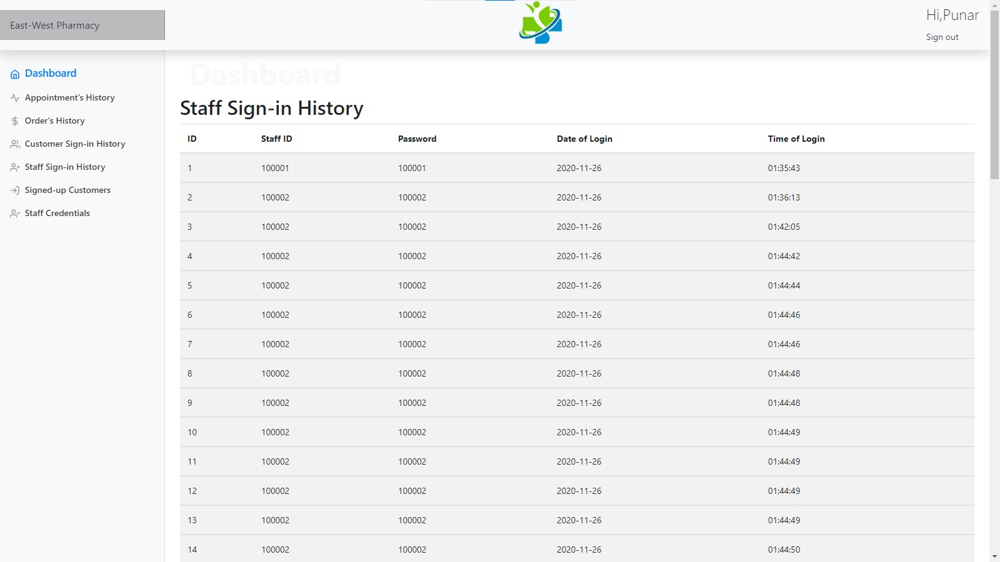 East-West Pharmacy
Hi,Punar
Sign out
Dashboard
Appointment's History
Order's History
Customer Sign-in History
Staff Sign-in History
Signed-up Customers
Staff Credentials
Dashboard
Staff Sign-in History
ID Staff ID Password Date of Login Time of Login
1 100001 100001 2020-11-26 01:35:43
2 100002 100002 2020-11-26 01:36:13
3 100002 100002 2020-11-26 01:42:05
4 100002 100002 2020-11-26 01:44:42
5 100002 100002 2020-11-26 01:44:44
6 100002 100002 2020-11-26 01:44:46
7 100002 100002 2020-11-26 01:44:46
8 100002 100002 2020-11-26 01:44:48
9 100002 100002 2020-11-26 01:44:48
10 100002 100002 2020-11-26 01:44:49
11 100002 100002 2020-11-26 01:44:49
12 100002 100002 2020-11-26 01:44:49
13 100002 100002 2020-11-26 01:44:49
14 100002 100002 2020-11-26 01:44:50